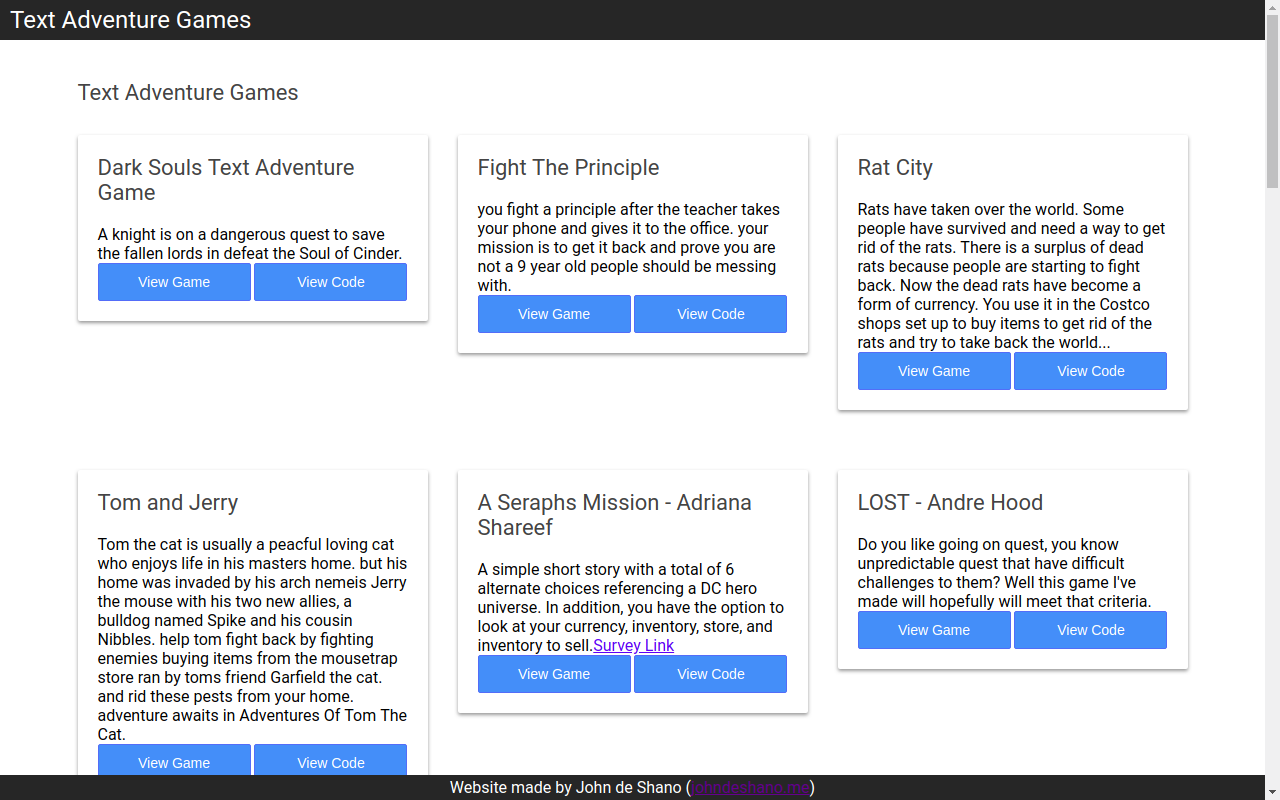 Text Adventure Games
Text Adventure Games
Dark Souls Text Adventure
Game
A knight is on a dangerous quest to save
the fallen lords in defeat the Soul of Cinder.
View Game View Code
Fight The Principle
you fight a principle after the teacher takes
your phone and gives it to the office. your
mission is to get it back and prove you are
not a 9 year old people should be messing
with.
View Game View Code
Rat City
Rats have taken over the world. Some
people have survived and need a way to get
rid of the rats. There is a surplus of dead
rats because people are starting to fight
back. Now the dead rats have become a
form of currency. You use it in the Costco
shops set up to buy items to get rid of the
rats and try to take back the world...
View Game View Code
Tom and Jerry
Tom the cat is usually a peacful loving cat
who enjoys life in his masters home. but his
home was invaded by his arch nemeis Jerry
the mouse with his two new allies, a
bulldog named Spike and his cousin
Nibbles. help tom fight back by fighting
enemies buying items from the mousetrap
store ran by toms friend Garfield the cat.
and rid these pests from your home.
adventure awaits in Adventures Of Tom The
Cat.
View Game View Code
A Seraphs Mission - Adriana
Shareef
A simple short story with a total of 6
alternate choices referencing a DC hero
universe. In addition, you have the option to
look at your currency, inventory, store, and
inventory to sell.Survey Link
View Game View Code
LOST - Andre Hood
Do you like going on quest, you know
unpredictable quest that have difficult
challenges to them? Well this game I've
made will hopefully will meet that criteria.
View Game View Code
Website made by John de Shano (johndeshano.me)